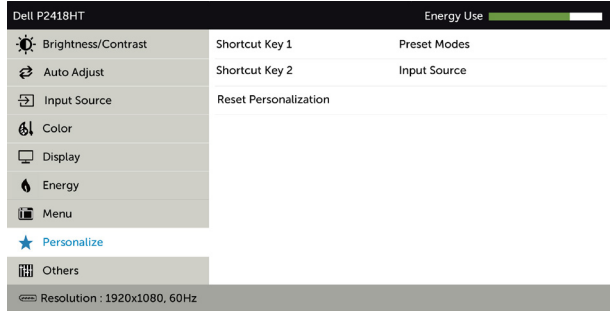 Dell P2418HT Energy Use
Brightness/Contrast Shortcut Key 1 Preset Modes
Auto Adjust Shortcut Key 2 Input Source
Input Source Reset Personalization
Color
Display
Energy
Menu
Personalize
Others
Resolution : 1920x1080, 60Hz